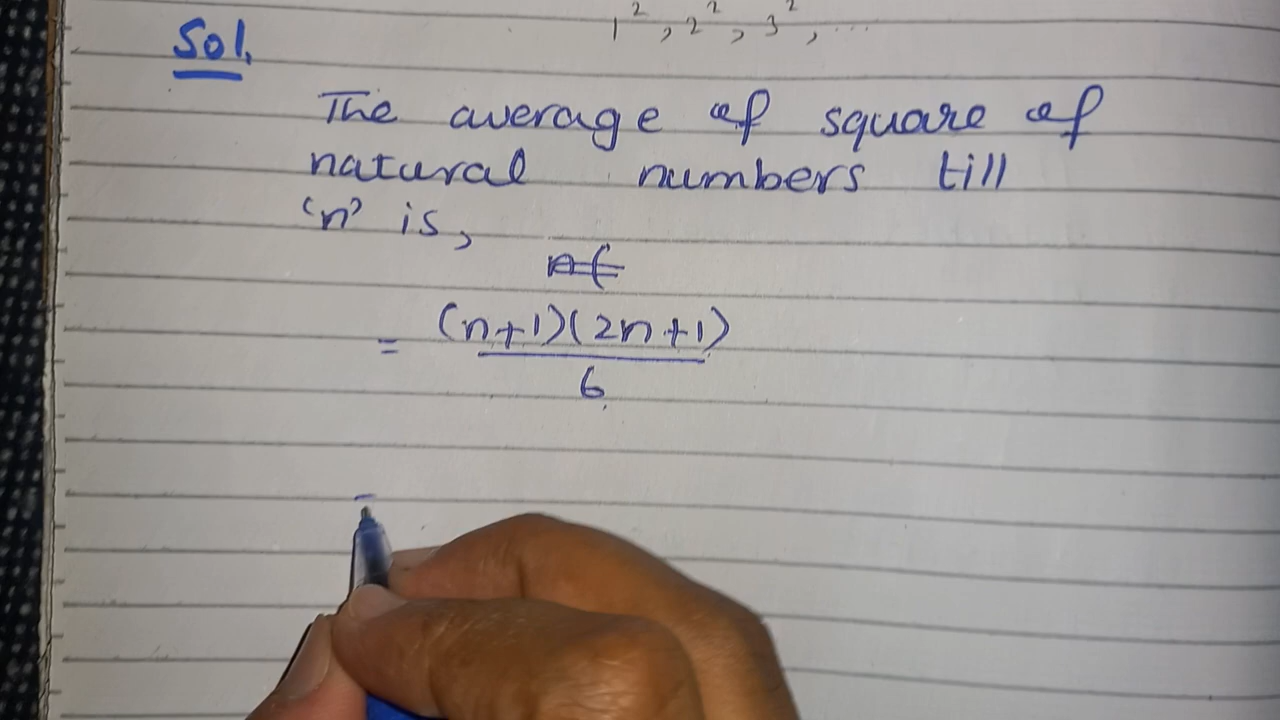 1², 2², 3², ...
Sol.
The average of square of
natural numbers till
'n' is,
= (n+1)(2n+1)
6